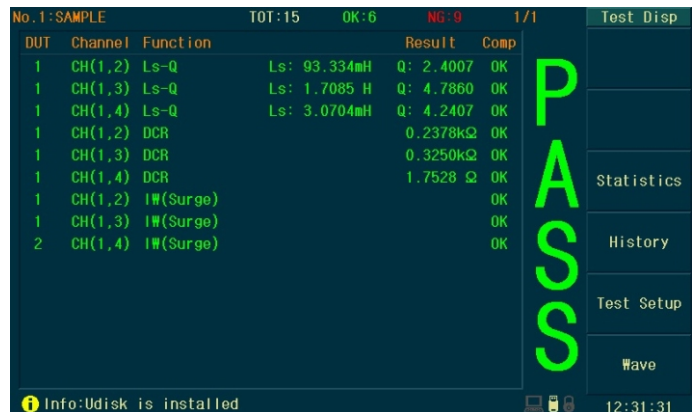 No.1:SAMPLE TOT:15 OK:6 NG:9 1/1 Test Disp
DUT Channel Function Result Comp
1 CH(1,2) Ls-Q Ls: 93.334mH Q: 2.4007 OK
1 CH(1,3) Ls-Q Ls: 1.7085 H Q: 4.7860 OK
1 CH(1,4) Ls-Q Ls: 3.0704mH Q: 4.2407 OK
1 CH(1,2) DCR 0.2378kΩ OK
1 CH(1,3) DCR 0.3250kΩ OK
1 CH(1,4) DCR 1.7528 Ω OK
1 CH(1,2) IW(Surge) OK
1 CH(1,3) IW(Surge) OK
2 CH(1,4) IW(Surge) OK
PASS
Statistics
History
Test Setup
Wave
Info:Udisk is installed
12:31:31